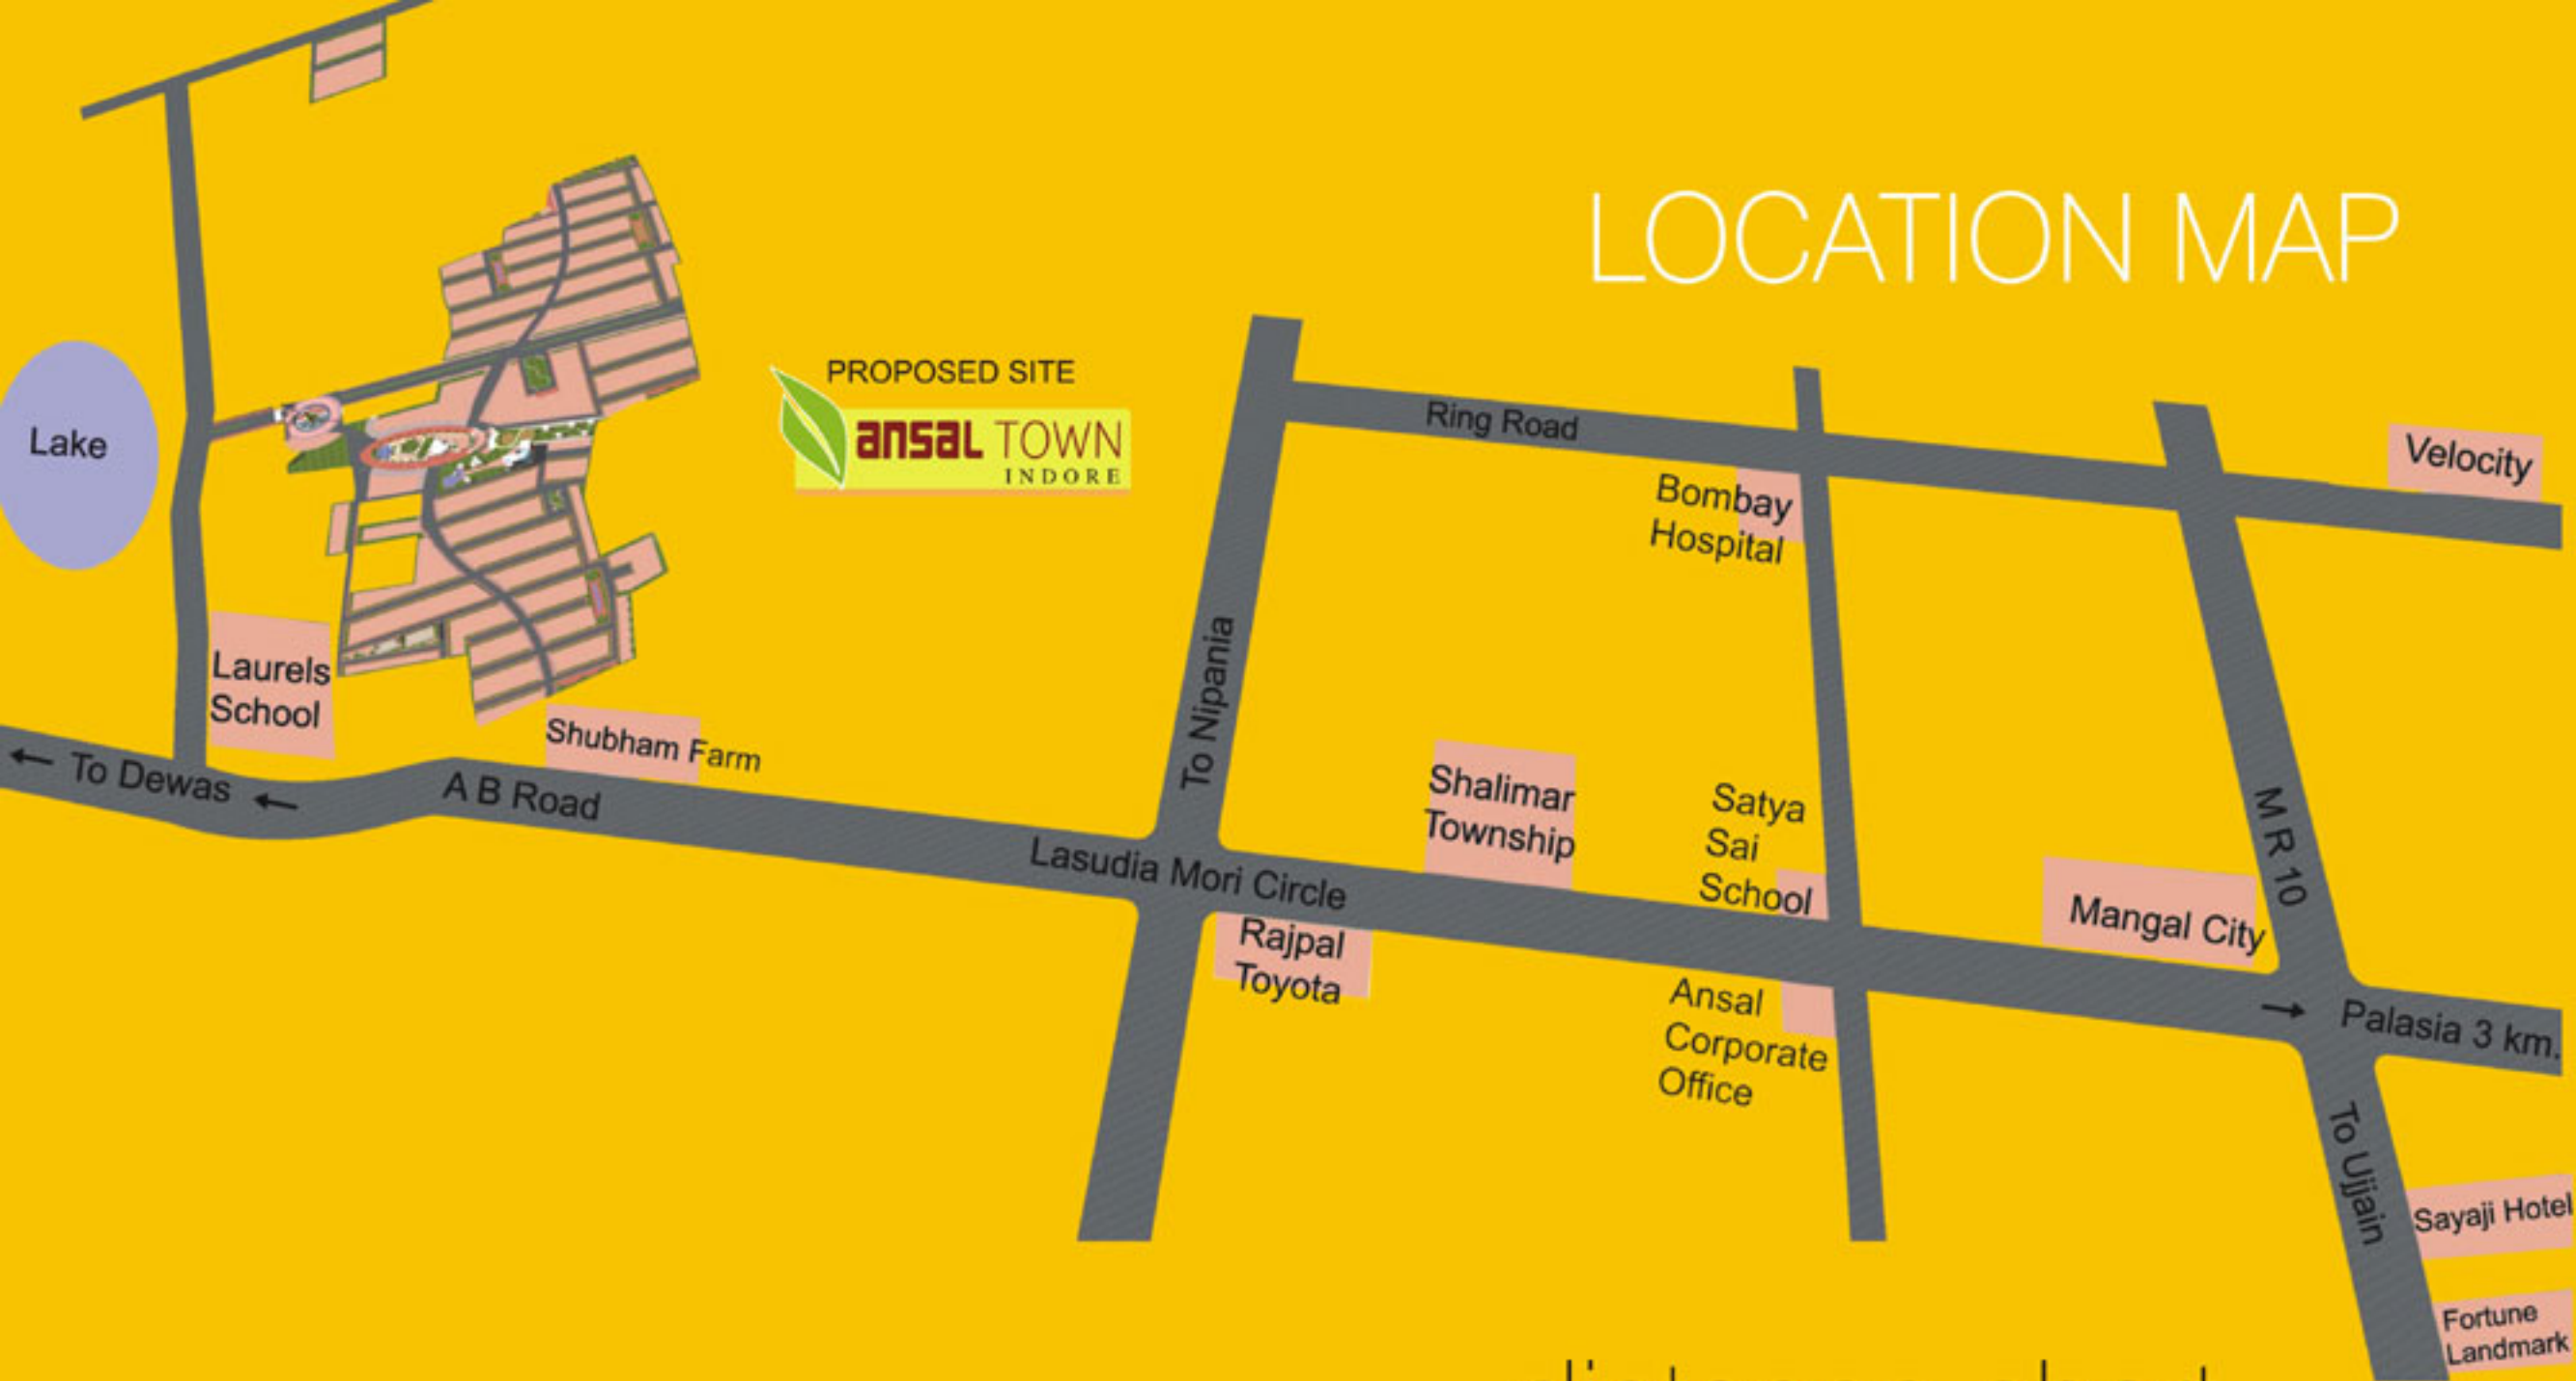 LOCATION MAP
PROPOSED SITE
ansal TOWN
INDORE
Ring Road
Velocity
Lake
Bombay
Hospital
To Nipania
Laurels
School
Shubham Farm
To Dewas
A B Road
Lasudia Mori Circle
Shalimar
Township
Satya
Sai
School
M R 10
Mangal City
Rajpal
Toyota
Ansal
Corporate
Office
Palasia 3 km.
To Ujjain
Sayaji Hotel
Fortune
Landmark